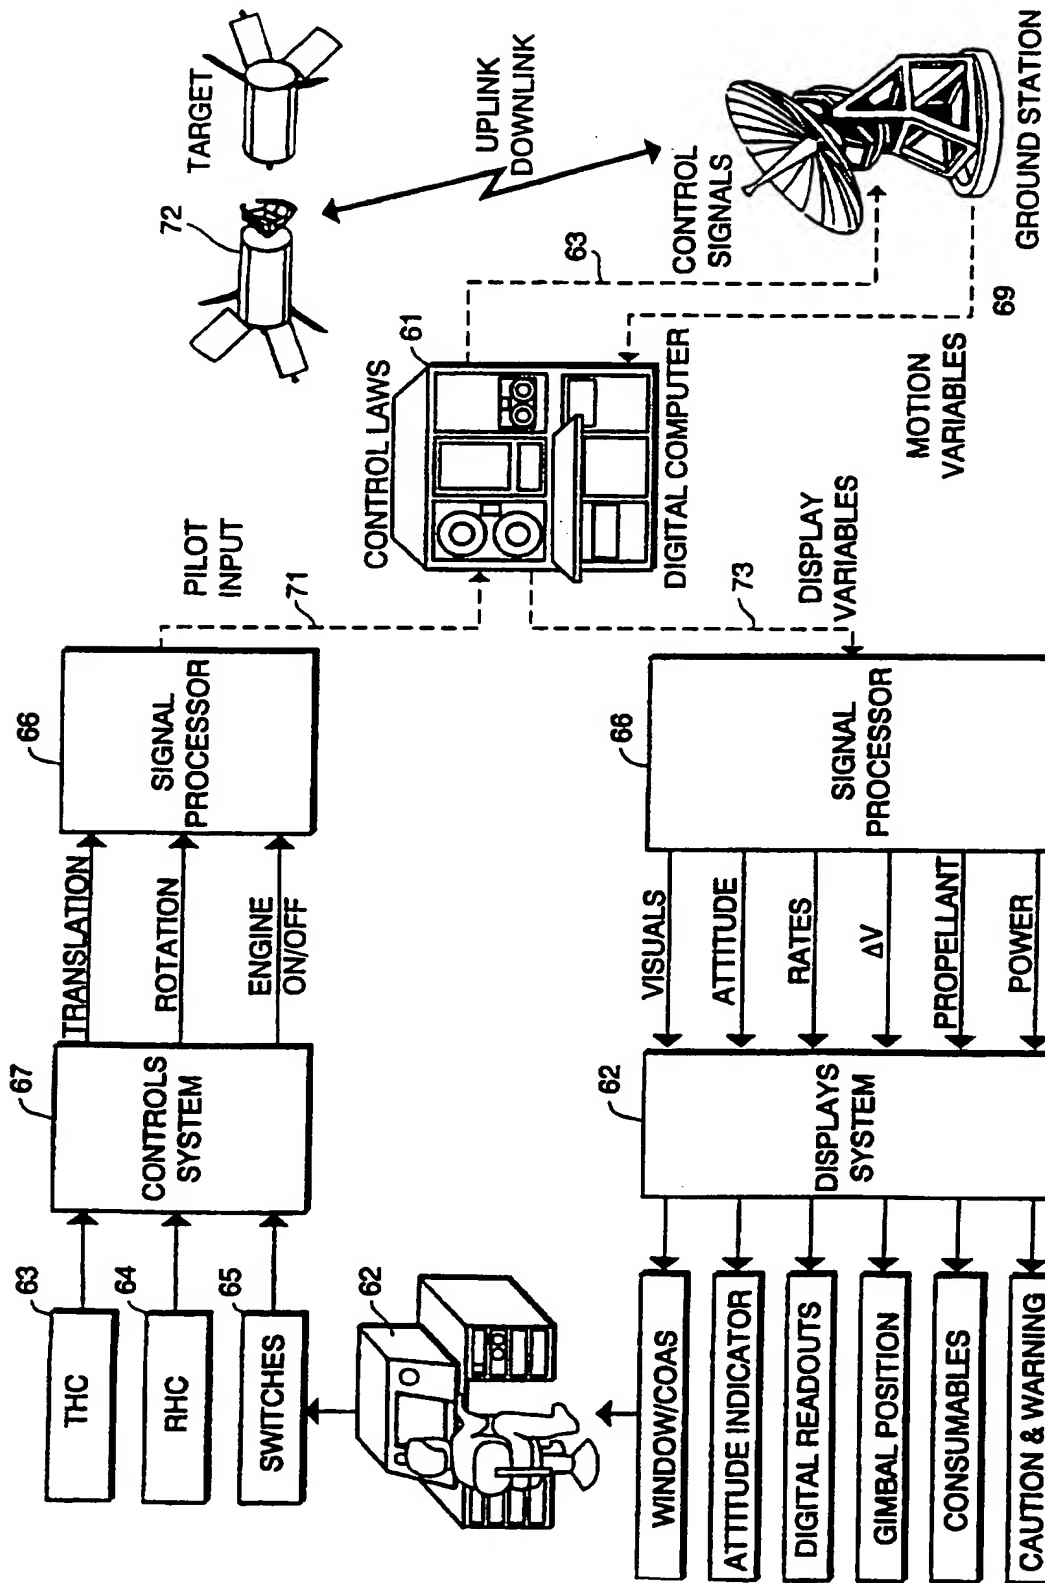 63
THC
64
RHC
65
SWITCHES
67
CONTROLS
SYSTEM
TRANSLATION
ROTATION
ENGINE
ON/OFF
66
SIGNAL
PROCESSOR
PILOT
INPUT
71
72
TARGET
UPLINK
DOWNLINK
CONTROL LAWS
61
DIGITAL COMPUTER
63
CONTROL
SIGNALS
GROUND STATION
69
MOTION
VARIABLES
73
DISPLAY
VARIABLES
66
SIGNAL
PROCESSOR
VISUALS
ATTITUDE
RATES
ΔV
PROPELLANT
POWER
62
DISPLAYS
SYSTEM
62
WINDOW/COAS
ATTITUDE INDICATOR
DIGITAL READOUTS
GIMBAL POSITION
CONSUMABLES
CAUTION & WARNING